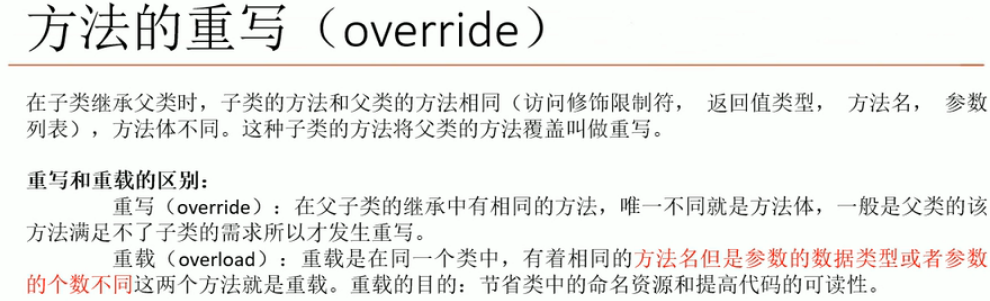 方法的重写（override）
在子类继承父类时，子类的方法和父类的方法相同（访问修饰限制符， 返回值类型， 方法名， 参数
列表），方法体不同。这种子类的方法将父类的方法覆盖叫做重写。
重写和重载的区别：
重写（override）：在父子类的继承中有相同的方法，唯一不同就是方法体，一般是父类的该
方法满足不了子类的需求所以才发生重写。
重载（overload）：重载是在同一个类中，有着相同的方法名但是参数的数据类型或者参数
的个数不同这两个方法就是重载。重载的目的：节省类中的命名资源和提高代码的可读性。